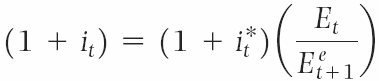 (1 + i_t) = (1 + i_t^*)(E_t / E_{t+1}^e)